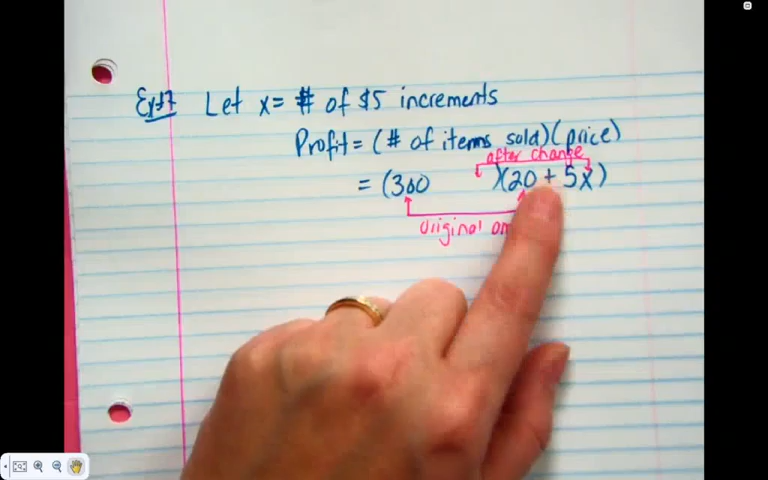 Ex#7 Let x = # of $5 increments
Profit = (# of items sold)(price)
after change
= (300 )(20 + 5x)
original